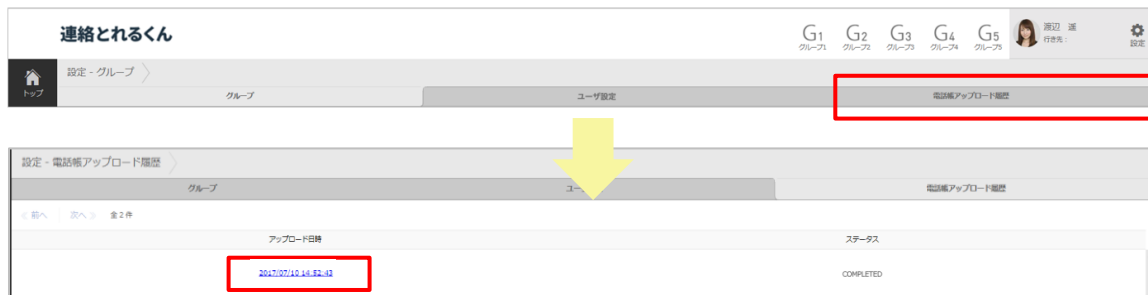 連絡とれるくん
G1 G2 G3 G4 G5
グループ1 グループ2 グループ3 グループ4 グループ5
渡辺 遥
行き先：
設定
トップ
設定 - グループ
グループ ユーザ設定 電話帳アップロード履歴
設定 - 電話帳アップロード履歴
グループ 電話帳アップロード履歴
≪ 前へ 次へ ≫ 全2件
アップロード日時 ステータス
2017/07/10 14:52:43 COMPLETED